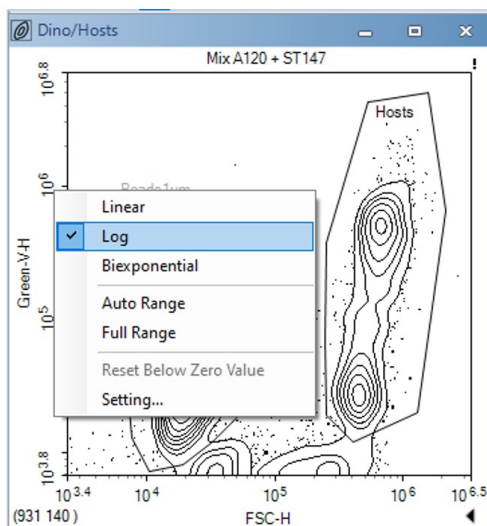 Dino/Hosts
Mix A120 + ST147
!
10^6.8
Hosts
10^6
Beads1um
Linear
Log
Biexponential
Auto Range
Full Range
Reset Below Zero Value
Setting...
Green-V-H
10^5
10^3.8
10^3.4
10^4
10^5
10^6
10^6.5
(931 140)
FSC-H